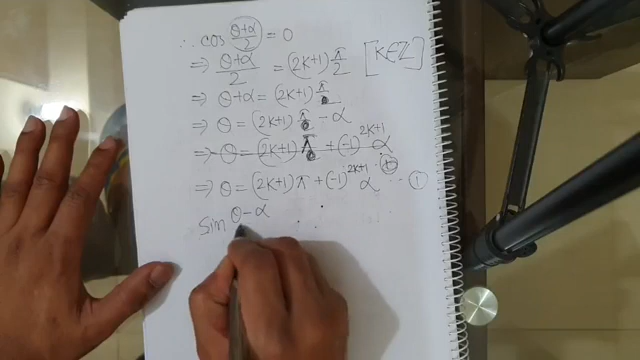 ∴ cos (θ+α)/2 = 0
⇒ (θ+α)/2 = (2K+1) π/2 [K∈Z]
⇒ θ+α = (2K+1) π
⇒ θ = (2K+1) π - α
⇒ θ = (2K+1) π + (-1)^(2K+1) α
⇒ θ = (2K+1) π + (-1)^(2K+1) α ... ①
Sin θ-α